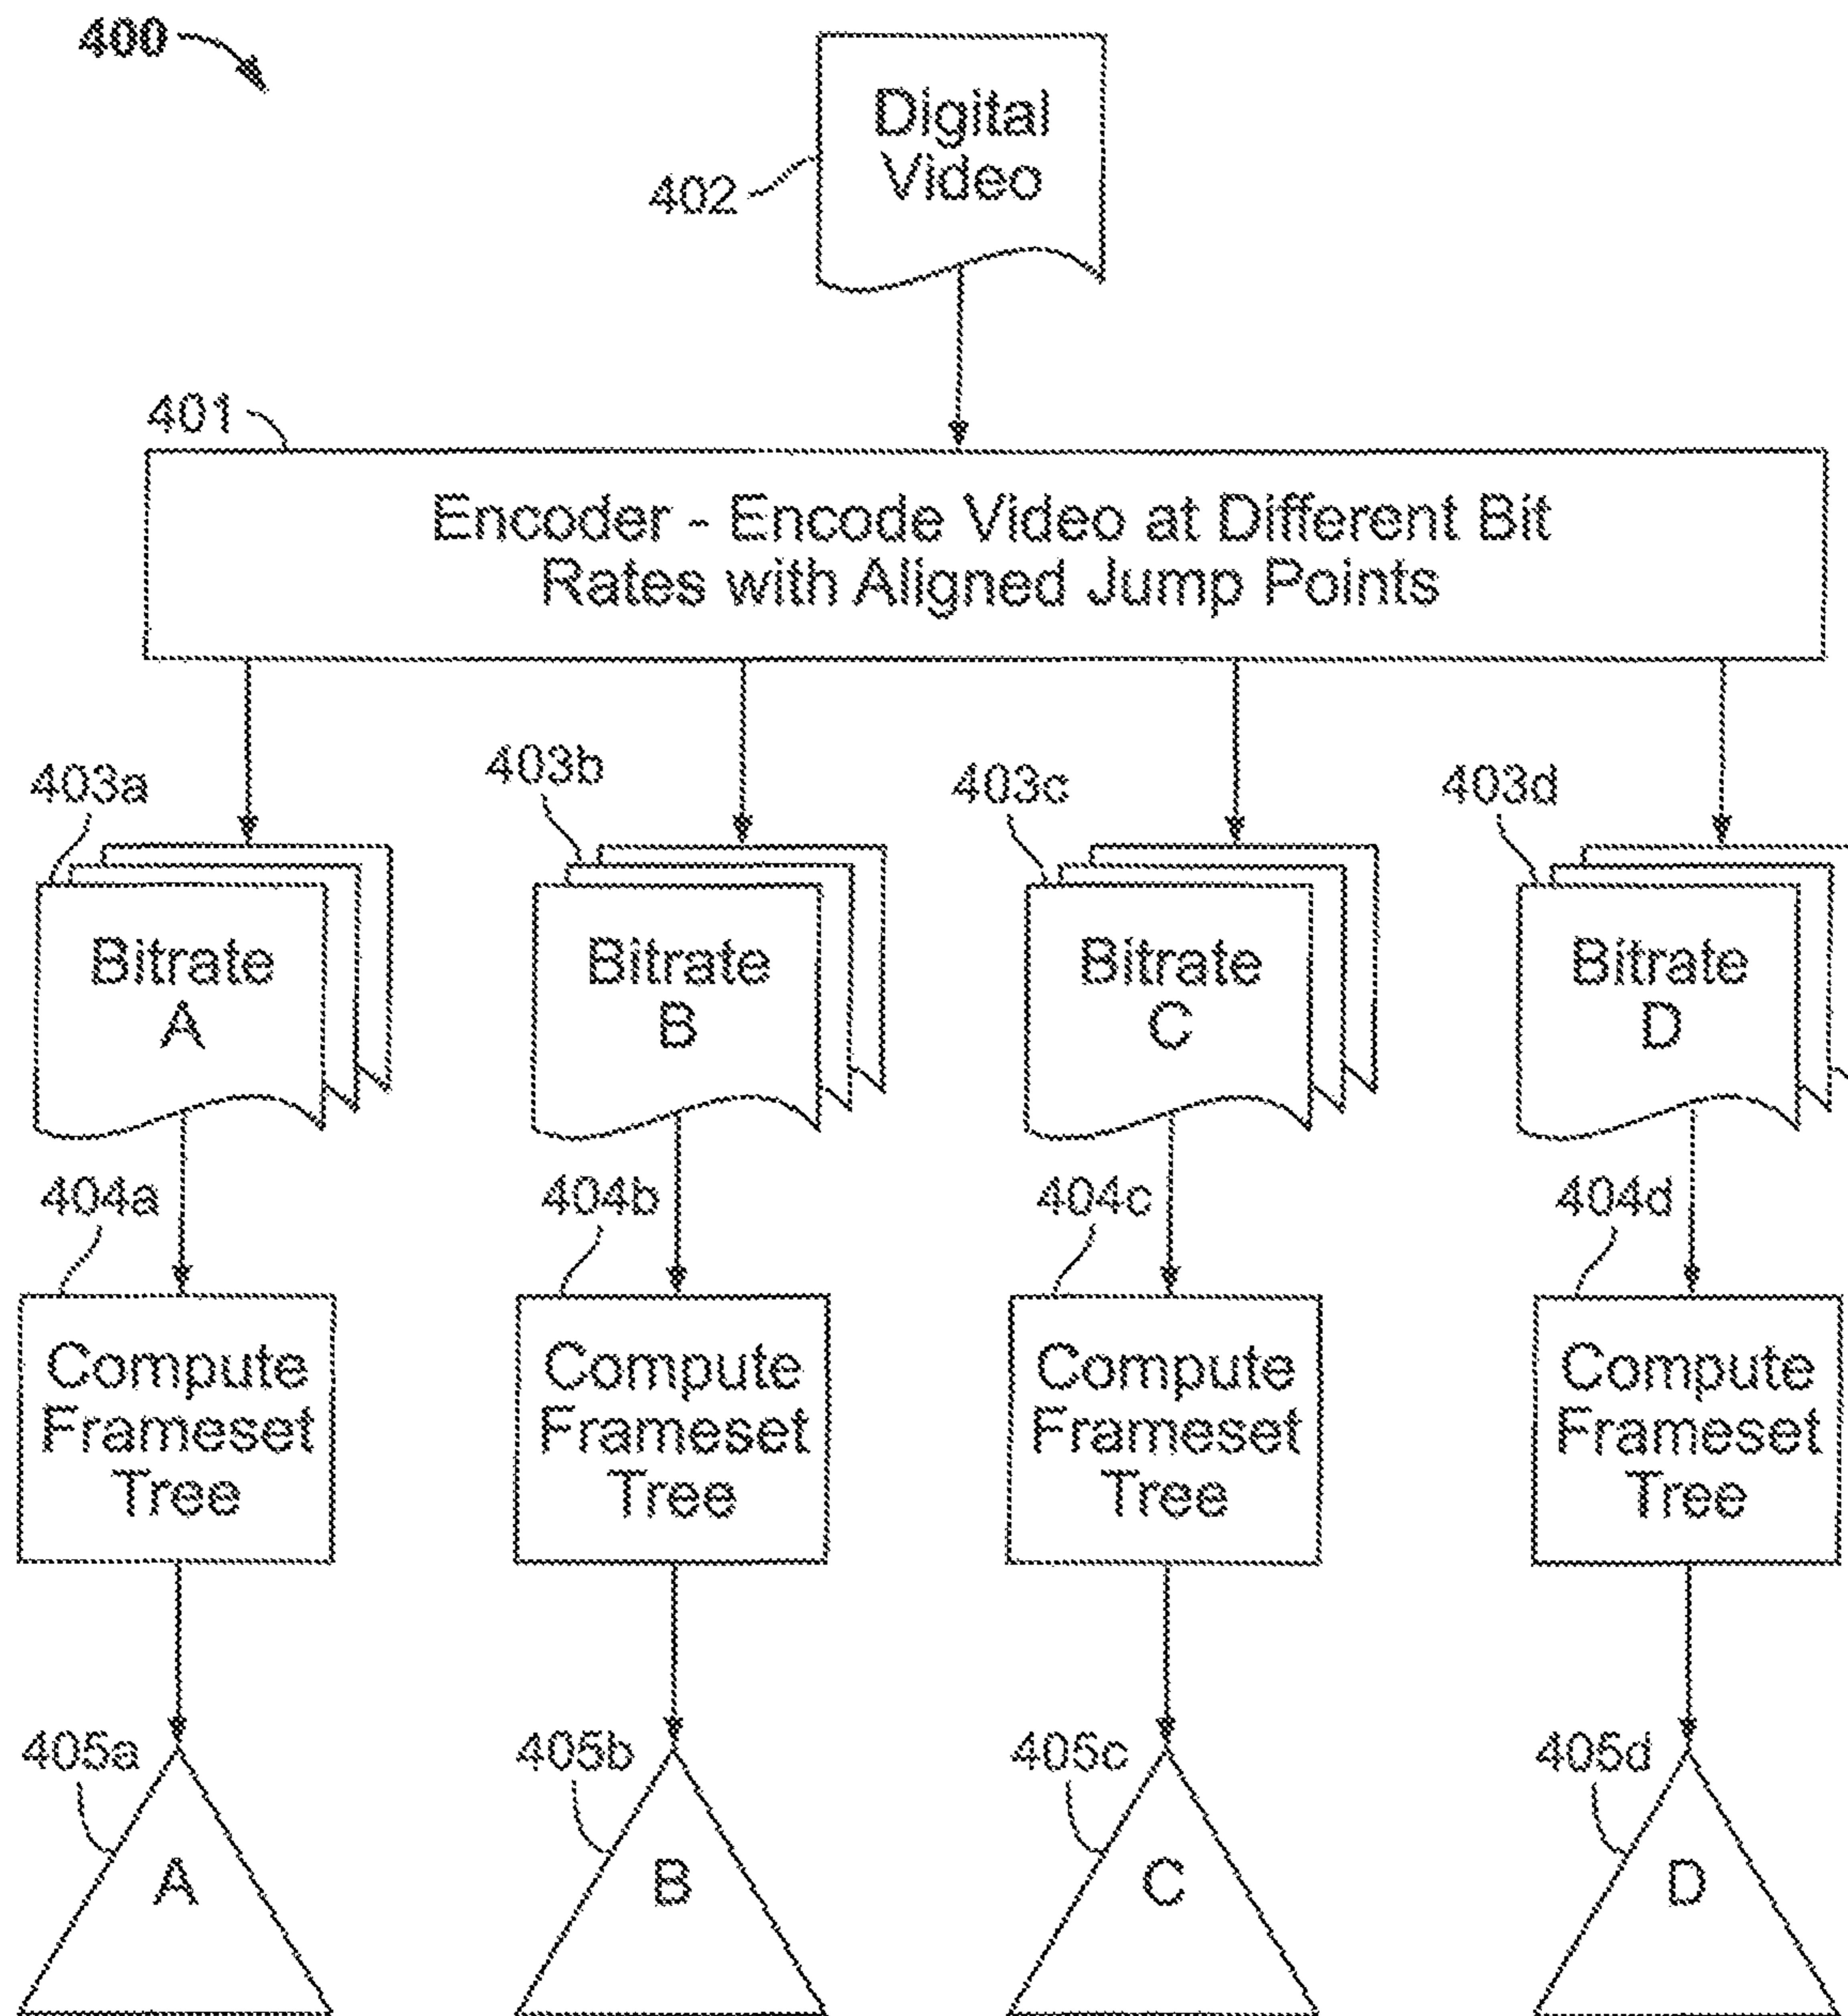 400
Digital
Video
402
401
Encoder - Encode Video at Different Bit
Rates with Aligned Jump Points
403a
403b
403c
403d
Bitrate
A
Bitrate
B
Bitrate
C
Bitrate
D
404a
404b
404c
404d
Compute
Frameset
Tree
Compute
Frameset
Tree
Compute
Frameset
Tree
Compute
Frameset
Tree
405a
405b
405c
405d
A
B
C
D